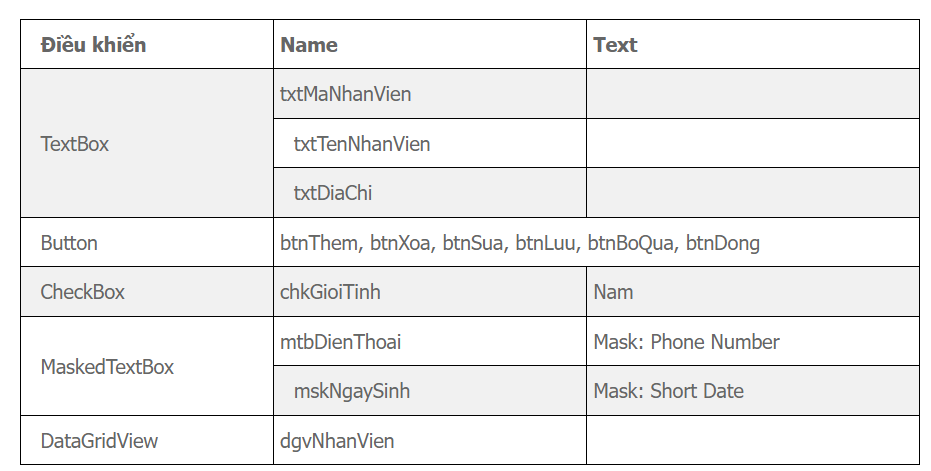 Điều khiển Name Text
txtMaNhanVien
TextBox txtTenNhanVien
txtDiaChi
Button btnThem, btnXoa, btnSua, btnLuu, btnBoQua, btnDong
CheckBox chkGioiTinh Nam
MaskedTextBox mtbDienThoai Mask: Phone Number
mskNgaySinh Mask: Short Date
DataGridView dgvNhanVien